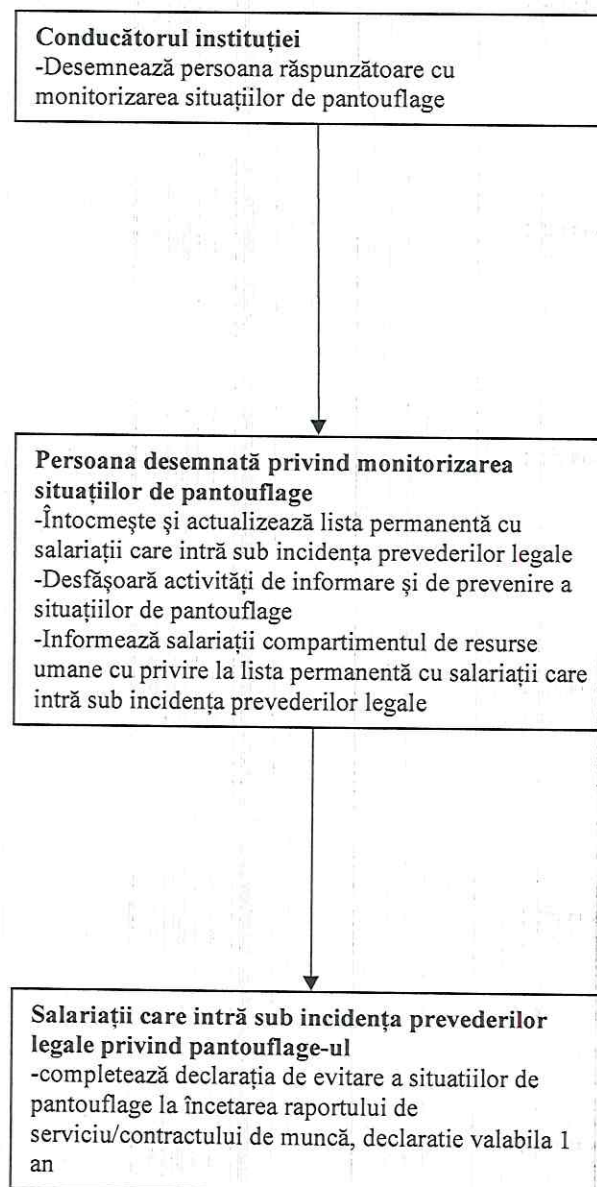 Conducătorul instituției
-Desemnează persoana răspunzătoare cu
monitorizarea situațiilor de pantouflage
Persoana desemnată privind monitorizarea
situațiilor de pantouflage
-Întocmește și actualizează lista permanentă cu
salariații care intră sub incidența prevederilor legale
-Desfășoară activități de informare și de prevenire a
situațiilor de pantouflage
-Informează salariații compartimentul de resurse
umane cu privire la lista permanentă cu salariații care
intră sub incidența prevederilor legale
Salariații care intră sub incidența prevederilor
legale privind pantouflage-ul
-completează declarația de evitare a situatiilor de
pantouflage la încetarea raportului de
serviciu/contractului de muncă, declaratie valabila 1
an